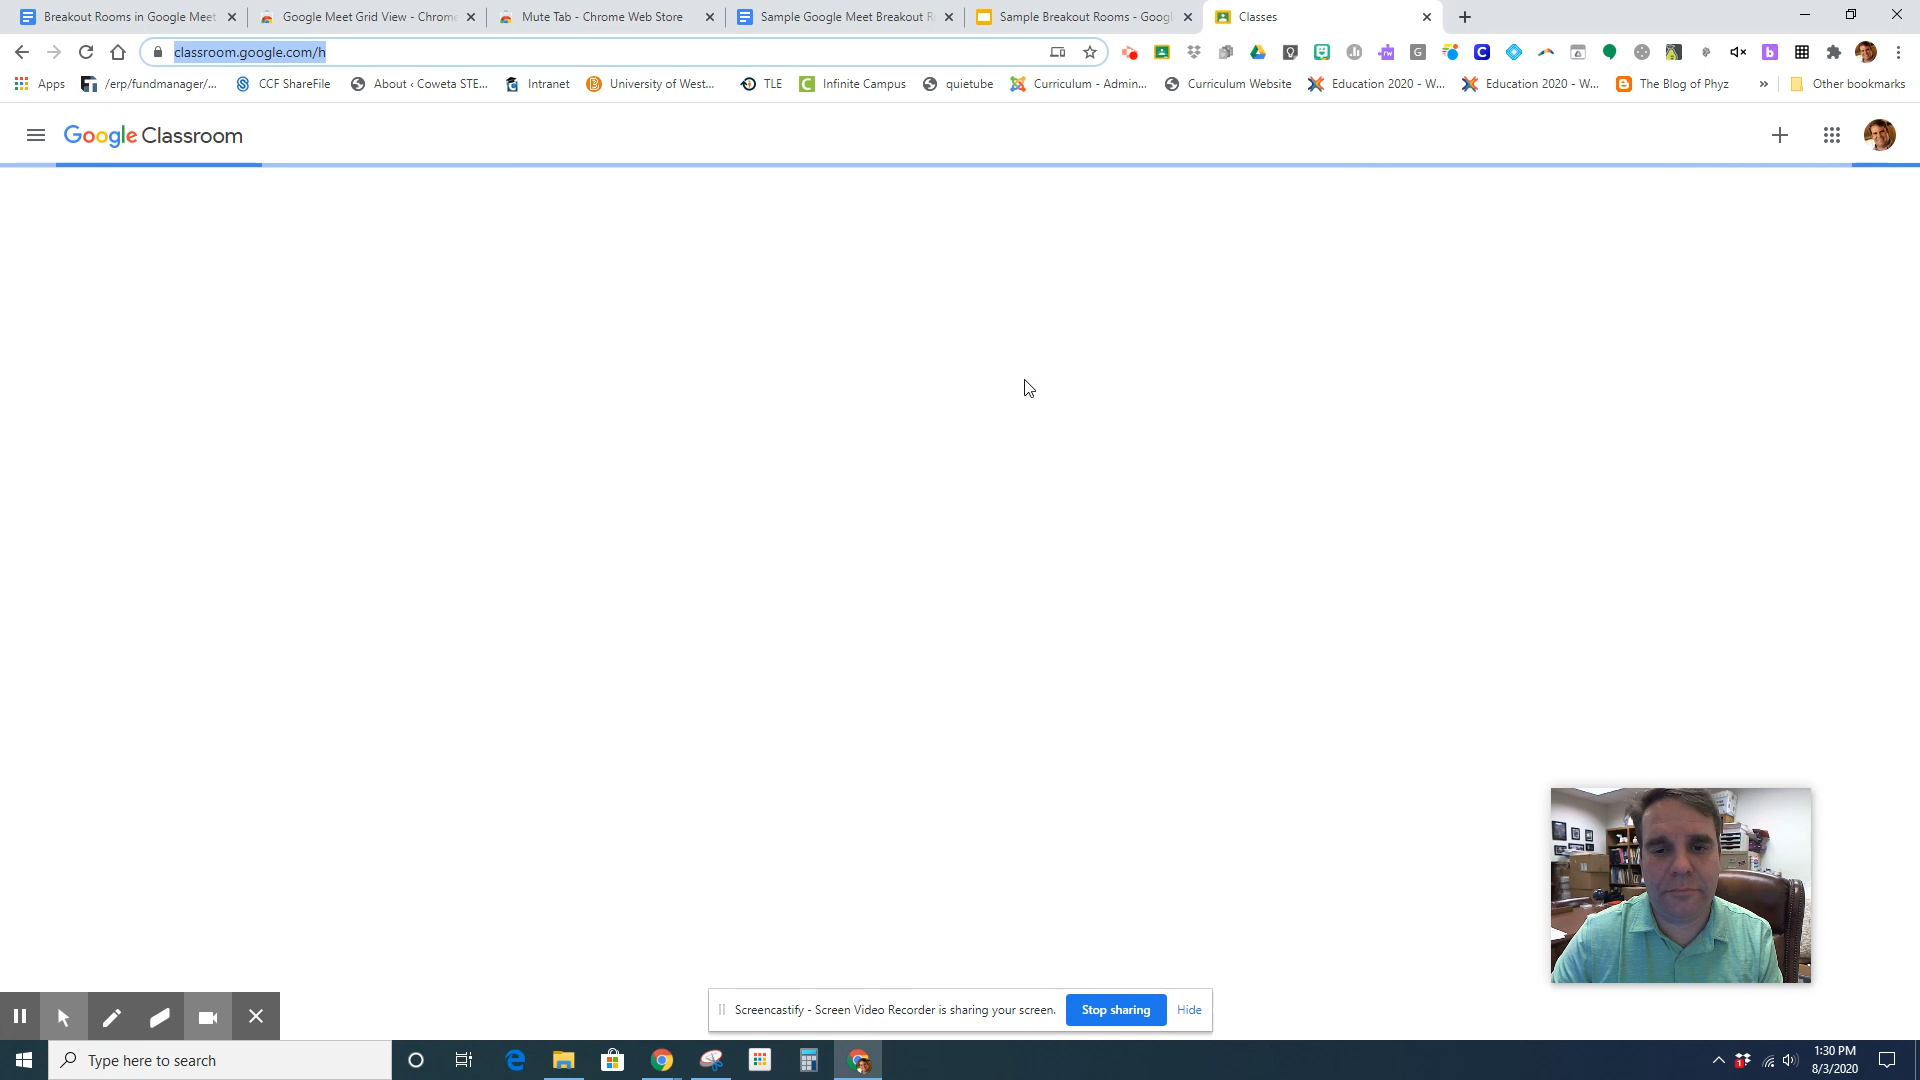 Breakout Rooms in Google Meet
Google Meet Grid View - Chrome
Mute Tab - Chrome Web Store
Sample Google Meet Breakout R
Sample Breakout Rooms - Googl
Classes
classroom.google.com/h
Apps
/erp/fundmanager/...
CCF ShareFile
About ‹ Coweta STE...
Intranet
University of West...
TLE
Infinite Campus
quietube
Curriculum - Admin...
Curriculum Website
Education 2020 - W...
Education 2020 - W...
The Blog of Phyz
»
Other bookmarks
Google Classroom
Screencastify - Screen Video Recorder is sharing your screen.
Stop sharing
Hide
Type here to search
1:30 PM
8/3/2020